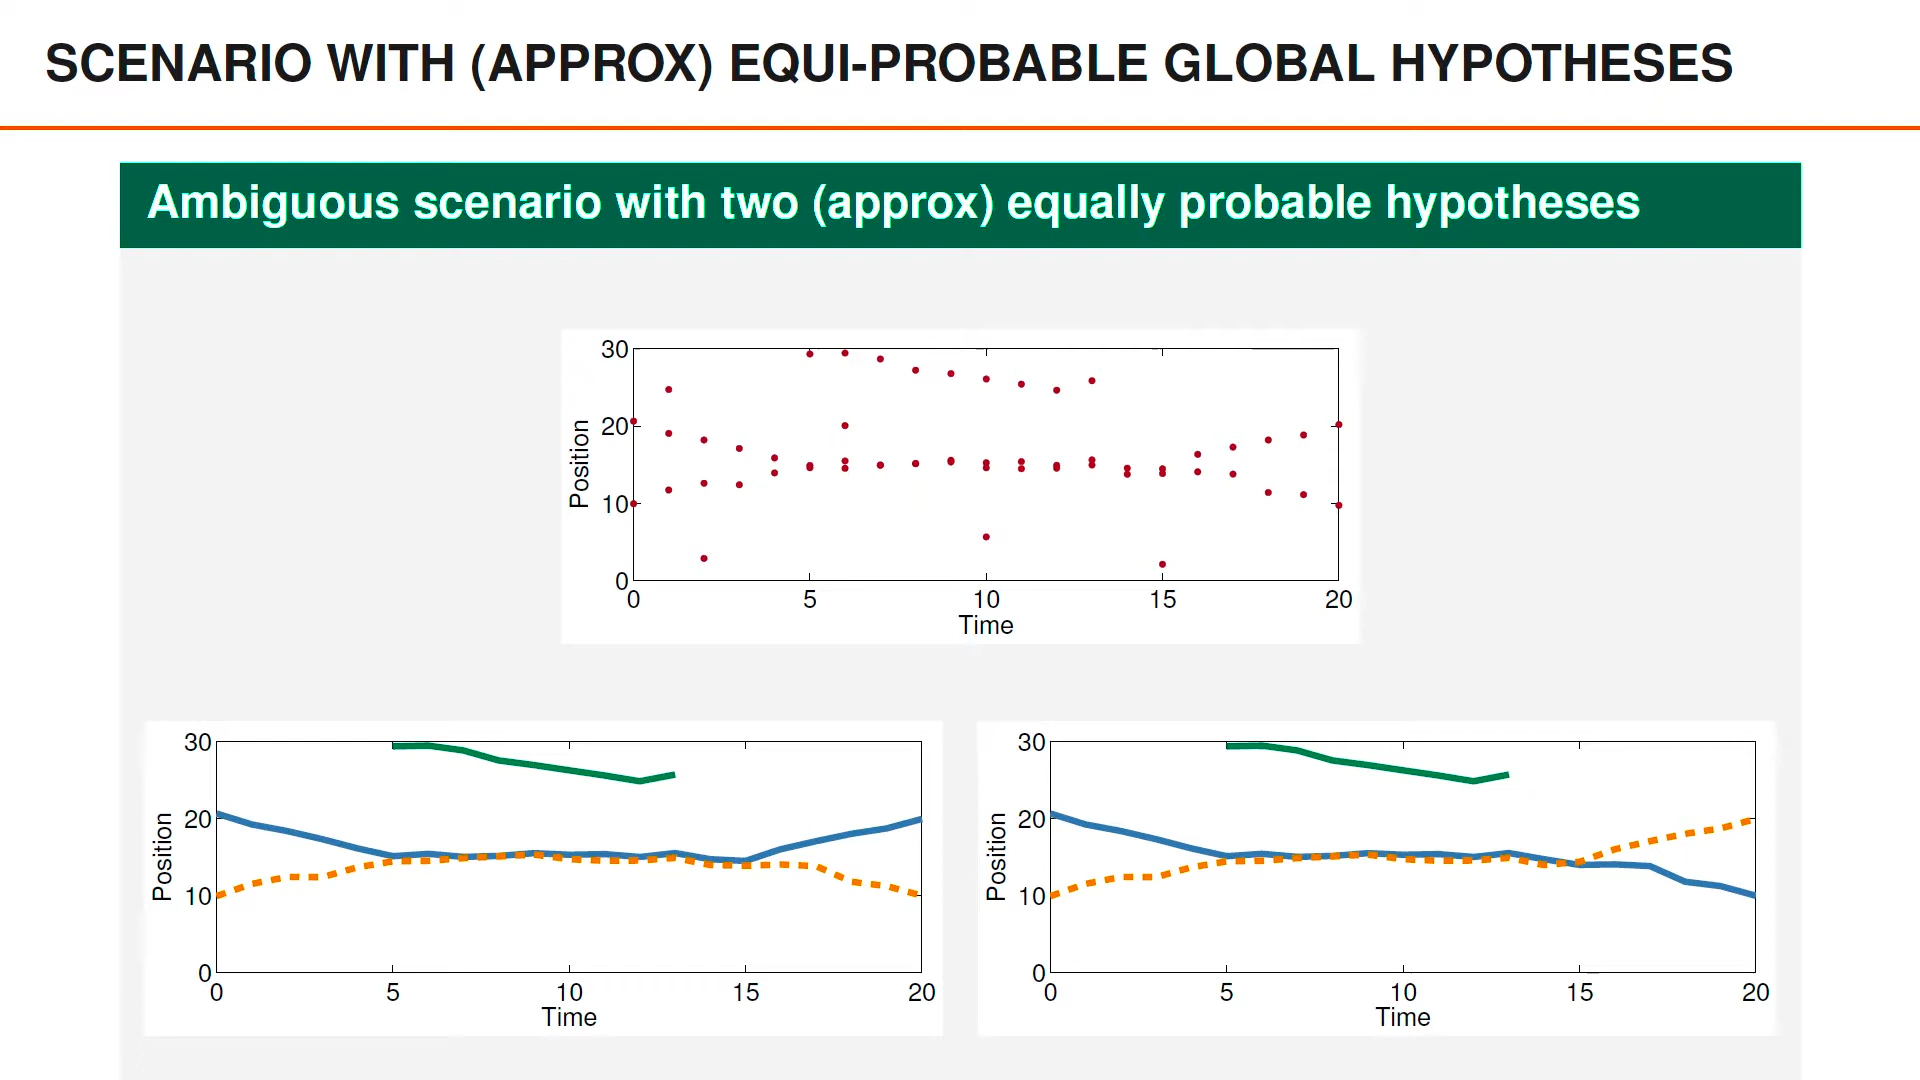 SCENARIO WITH (APPROX) EQUI-PROBABLE GLOBAL HYPOTHESES
Ambiguous scenario with two (approx) equally probable hypotheses
30
20
10
0
Position
0 5 10 15 20
Time
30
20
10
0
Position
0 5 10 15 20
Time
30
20
10
0
Position
0 5 10 15 20
Time